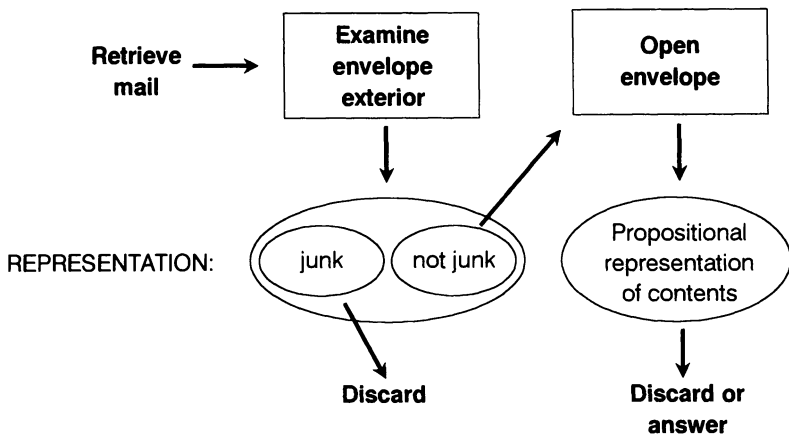 Retrieve
mail
Examine
envelope
exterior
Open
envelope
REPRESENTATION:
junk
not junk
Propositional
representation
of contents
Discard
Discard or
answer